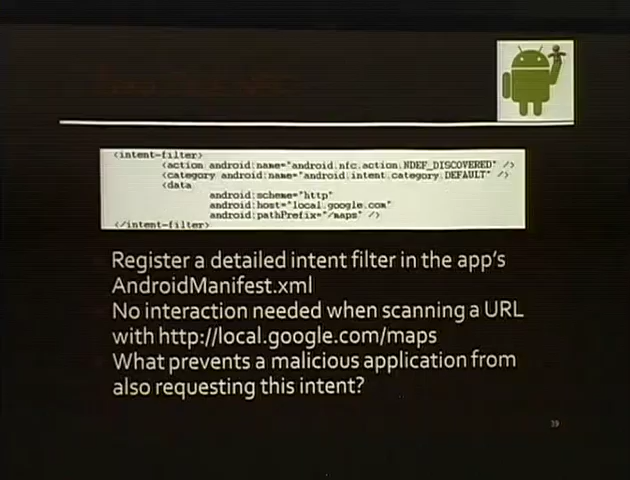 <intent-filter>
<action android:name="android.nfc.action.NDEF_DISCOVERED" />
<category android:name="android.intent.category.DEFAULT" />
<data
android:scheme="http"
android:host="local.google.com"
android:pathPrefix="/maps" />
</intent-filter>
Register a detailed intent filter in the app's
AndroidManifest.xml
No interaction needed when scanning a URL
with http://local.google.com/maps
What prevents a malicious application from
also requesting this intent?
39